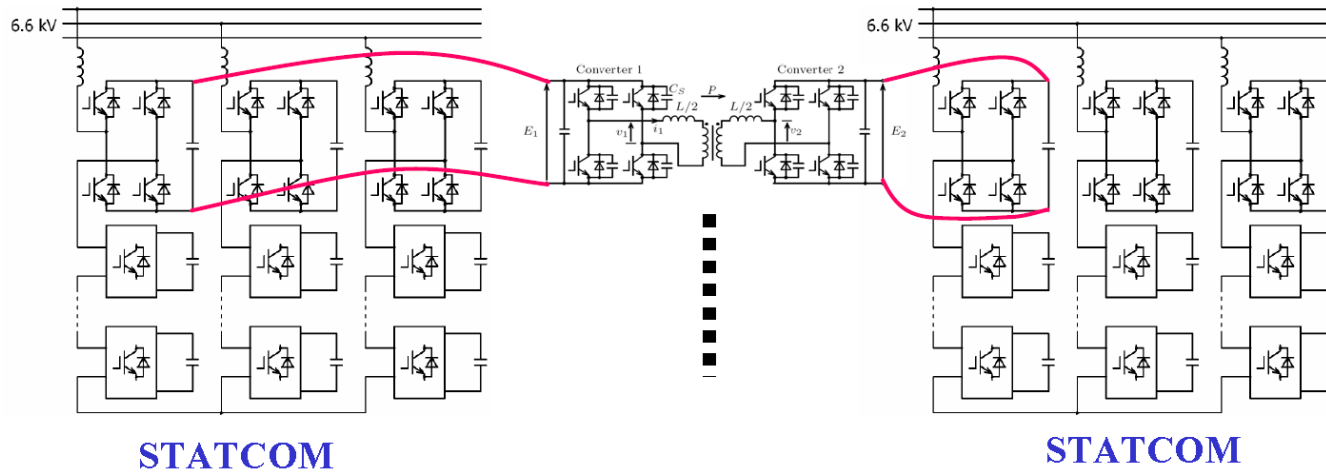 6.6 kV
6.6 kV
Converter 1
Converter 2
C_S
P
L/2
L/2
E_1
v_1
i_1
v_2
E_2
STATCOM
STATCOM